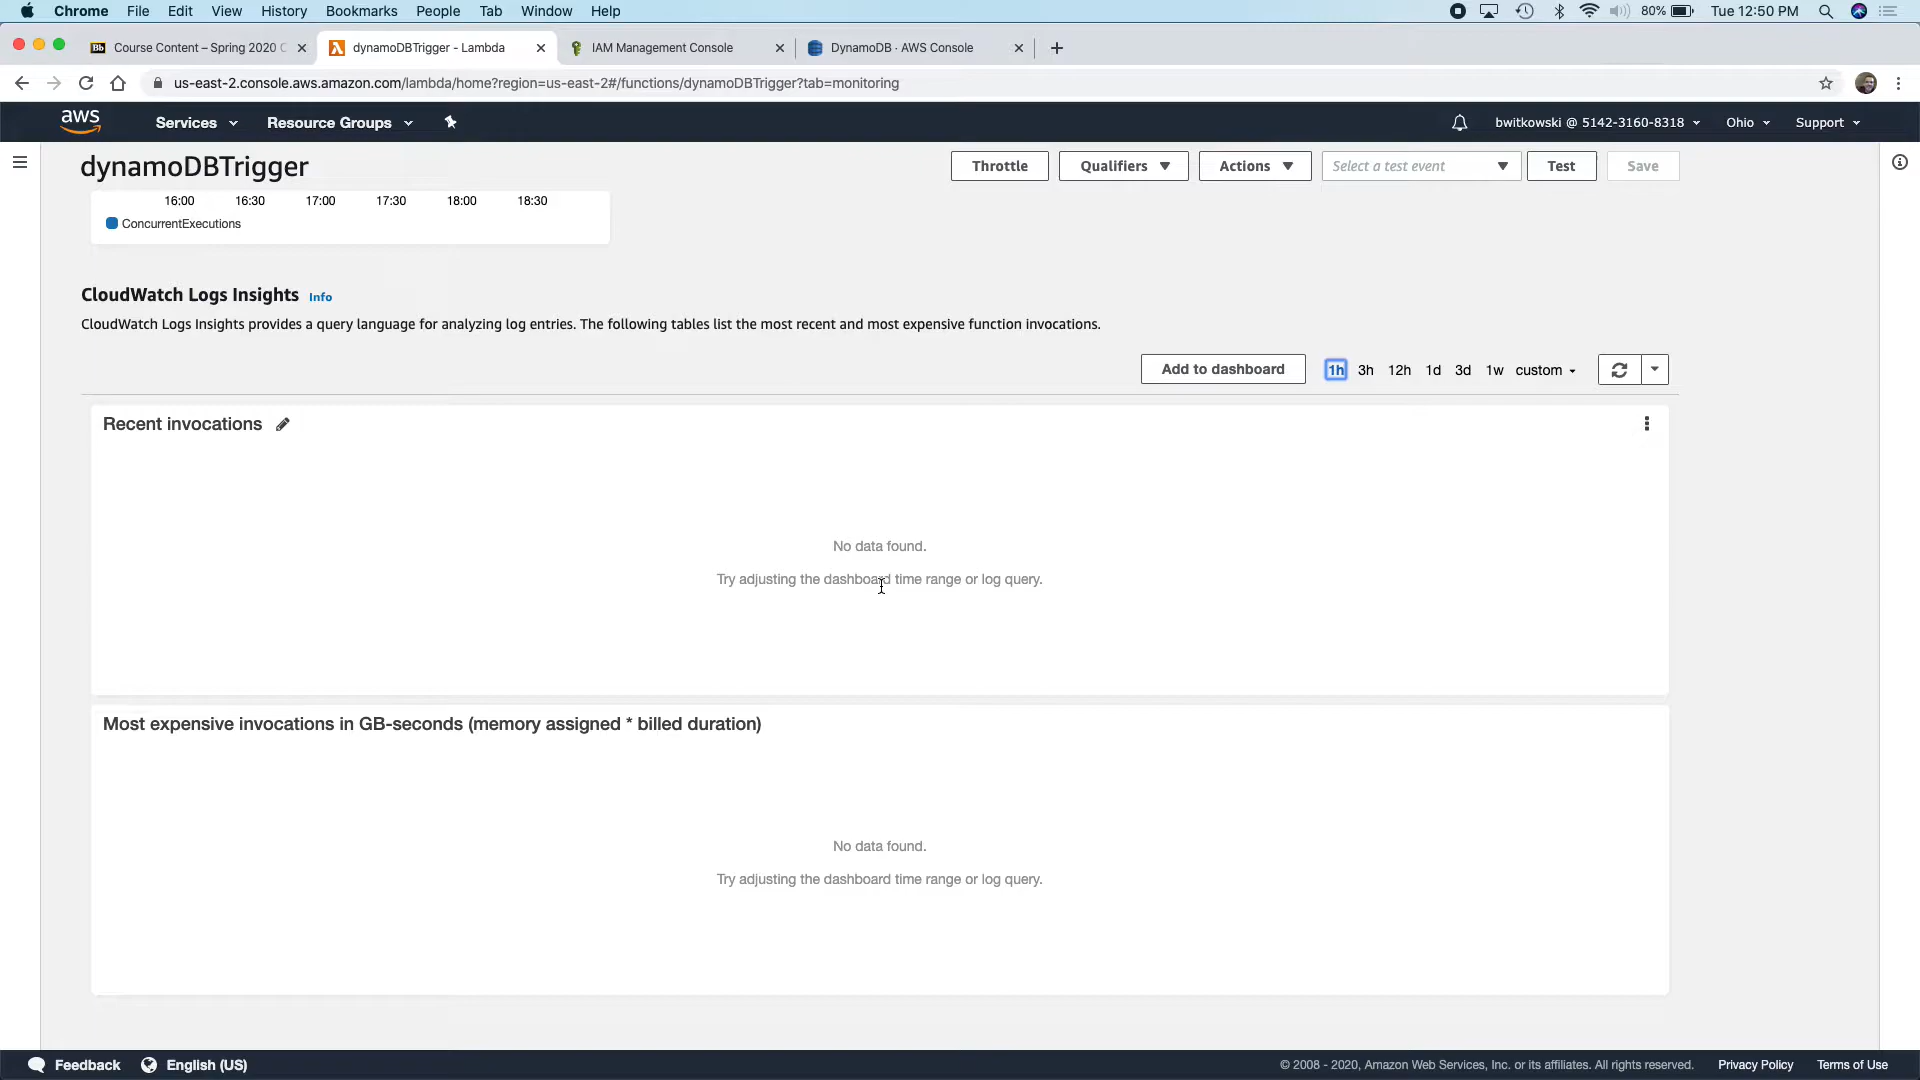 Chrome File Edit View History Bookmarks People Tab Window Help 80% Tue 12:50 PM
Bb Course Content – Spring 2020 C dynamoDBTrigger - Lambda IAM Management Console DynamoDB · AWS Console
us-east-2.console.aws.amazon.com/lambda/home?region=us-east-2#/functions/dynamoDBTrigger?tab=monitoring
aws Services Resource Groups bwitkowski @ 5142-3160-8318 Ohio Support
dynamoDBTrigger Throttle Qualifiers Actions Select a test event Test Save
16:00 16:30 17:00 17:30 18:00 18:30
ConcurrentExecutions
CloudWatch Logs Insights Info
CloudWatch Logs Insights provides a query language for analyzing log entries. The following tables list the most recent and most expensive function invocations.
Add to dashboard 1h 3h 12h 1d 3d 1w custom
Recent invocations
No data found.
Try adjusting the dashboard time range or log query.
Most expensive invocations in GB-seconds (memory assigned * billed duration)
No data found.
Try adjusting the dashboard time range or log query.
Feedback English (US) © 2008 - 2020, Amazon Web Services, Inc. or its affiliates. All rights reserved. Privacy Policy Terms of Use